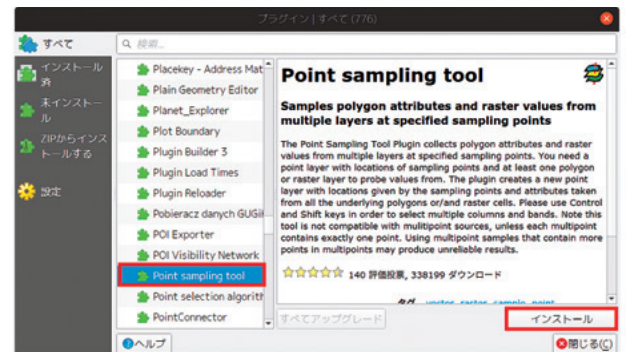 プラグイン | すべて (776)
すべて
検索...
インストール
済
未インストー
ル
ZIPからインス
トールする
設定
Placekey - Address Mat
Plain Geometry Editor
Planet_Explorer
Plot Boundary
Plugin Builder 3
Plugin Load Times
Plugin Reloader
Pobieracz danych GUGiK
POI Exporter
POI Visibility Network
Point sampling tool
Point selection algorith
PointConnector
Point sampling tool
Samples polygon attributes and raster values from
multiple layers at specified sampling points
The Point Sampling Tool Plugin collects polygon attributes and raster
values from multiple layers at specified sampling points. You need a
point layer with locations of sampling points and at least one polygon
or raster layer to probe values from. The plugin creates a new point
layer with locations given by the sampling points and attributes taken
from all the underlying polygons or/and raster cells. Please use Control
and Shift keys in order to select multiple columns and bands. Note this
tool is not compatible with mulitipoint sources, unless each multipoint
contains exactly one point. Using multipoint samples that contain more
points in multipoints may produce unreliable results.
140 評価投票, 338199 ダウンロード
タグ vector, raster, sample, point
すべてアップグレード
インストール
ヘルプ
閉じる(C)